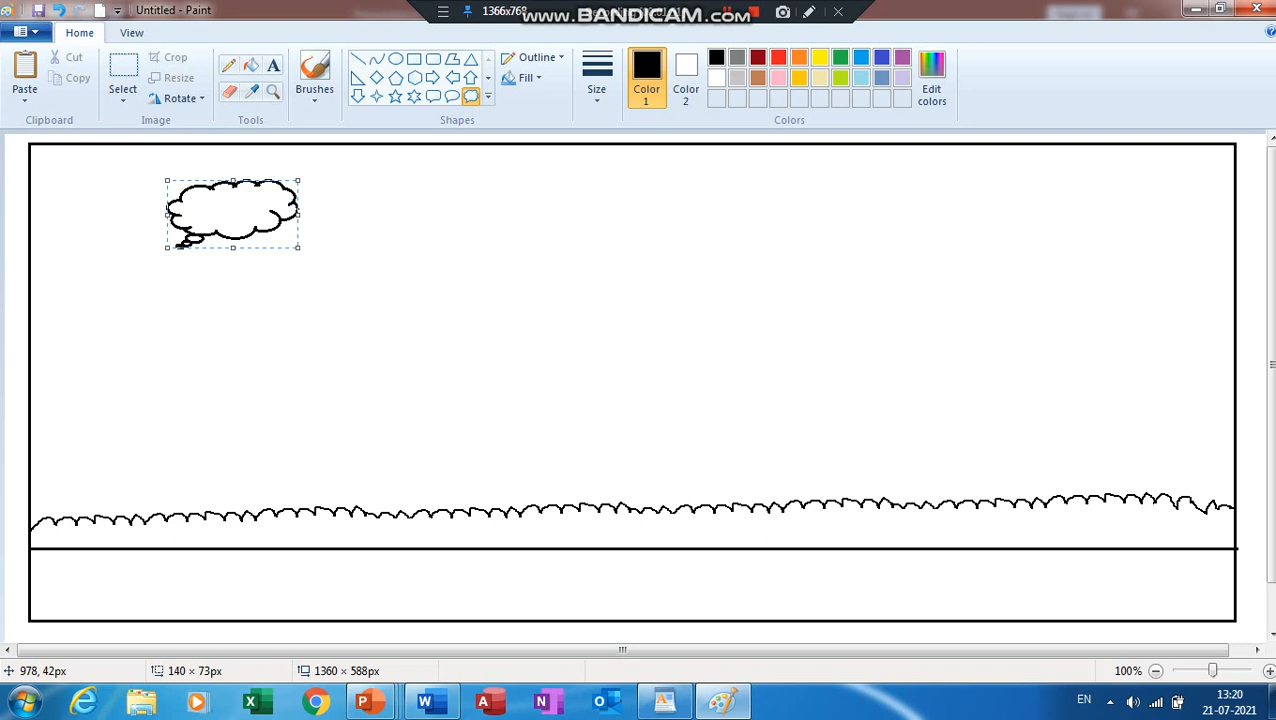 Untitled - Paint
1366x768
www.BANDICAM.com
Home
View
Paste
Cut
Copy
Clipboard
Select
Crop
Resize
Rotate
Image
Tools
A
Brushes
Shapes
Outline
Fill
Size
Color 1
Color 2
Edit colors
Colors
978, 42px
140 × 73px
1360 × 588px
100%
EN
13:20
21-07-2021